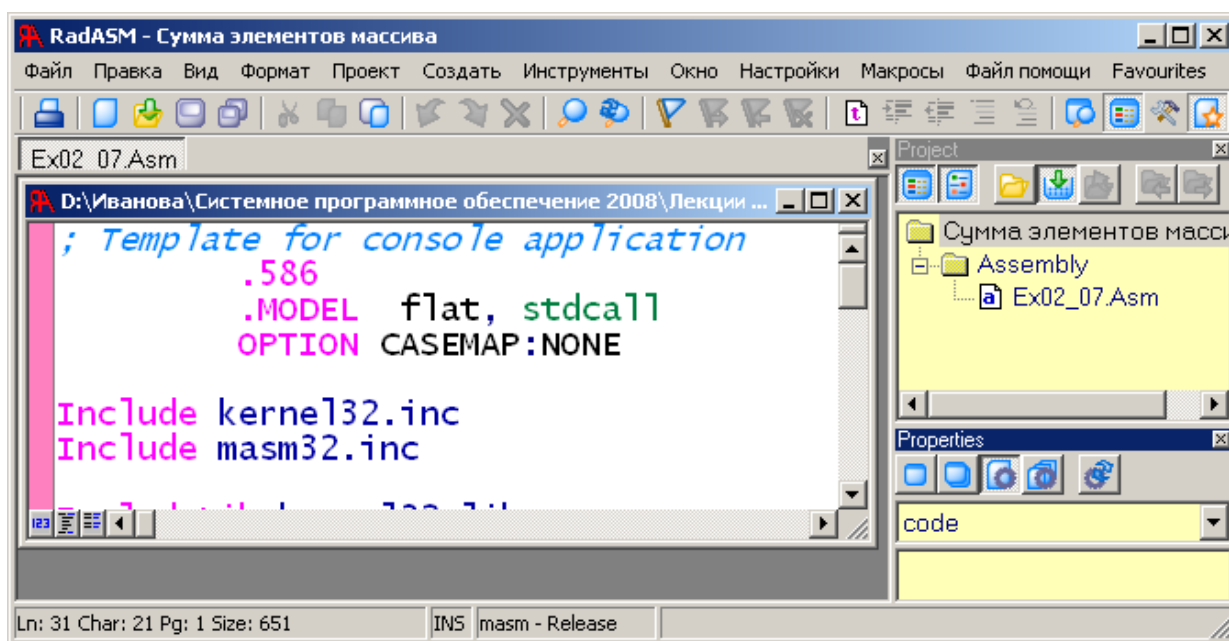 RadASM - Сумма элементов массива
Файл Правка Вид Формат Проект Создать Инструменты Окно Настройки Макросы Файл помощи Favourites
Ex02_07.Asm
Project
D:\Иванова\Системное программное обеспечение 2008\Лекции ...
; Template for console application
.586
.MODEL flat, stdcall
OPTION CASEMAP:NONE
Include kernel32.inc
Include masm32.inc
Сумма элементов масси
Assembly
Ex02_07.Asm
Properties
code
Ln: 31 Char: 21 Pg: 1 Size: 651
INS
masm - Release